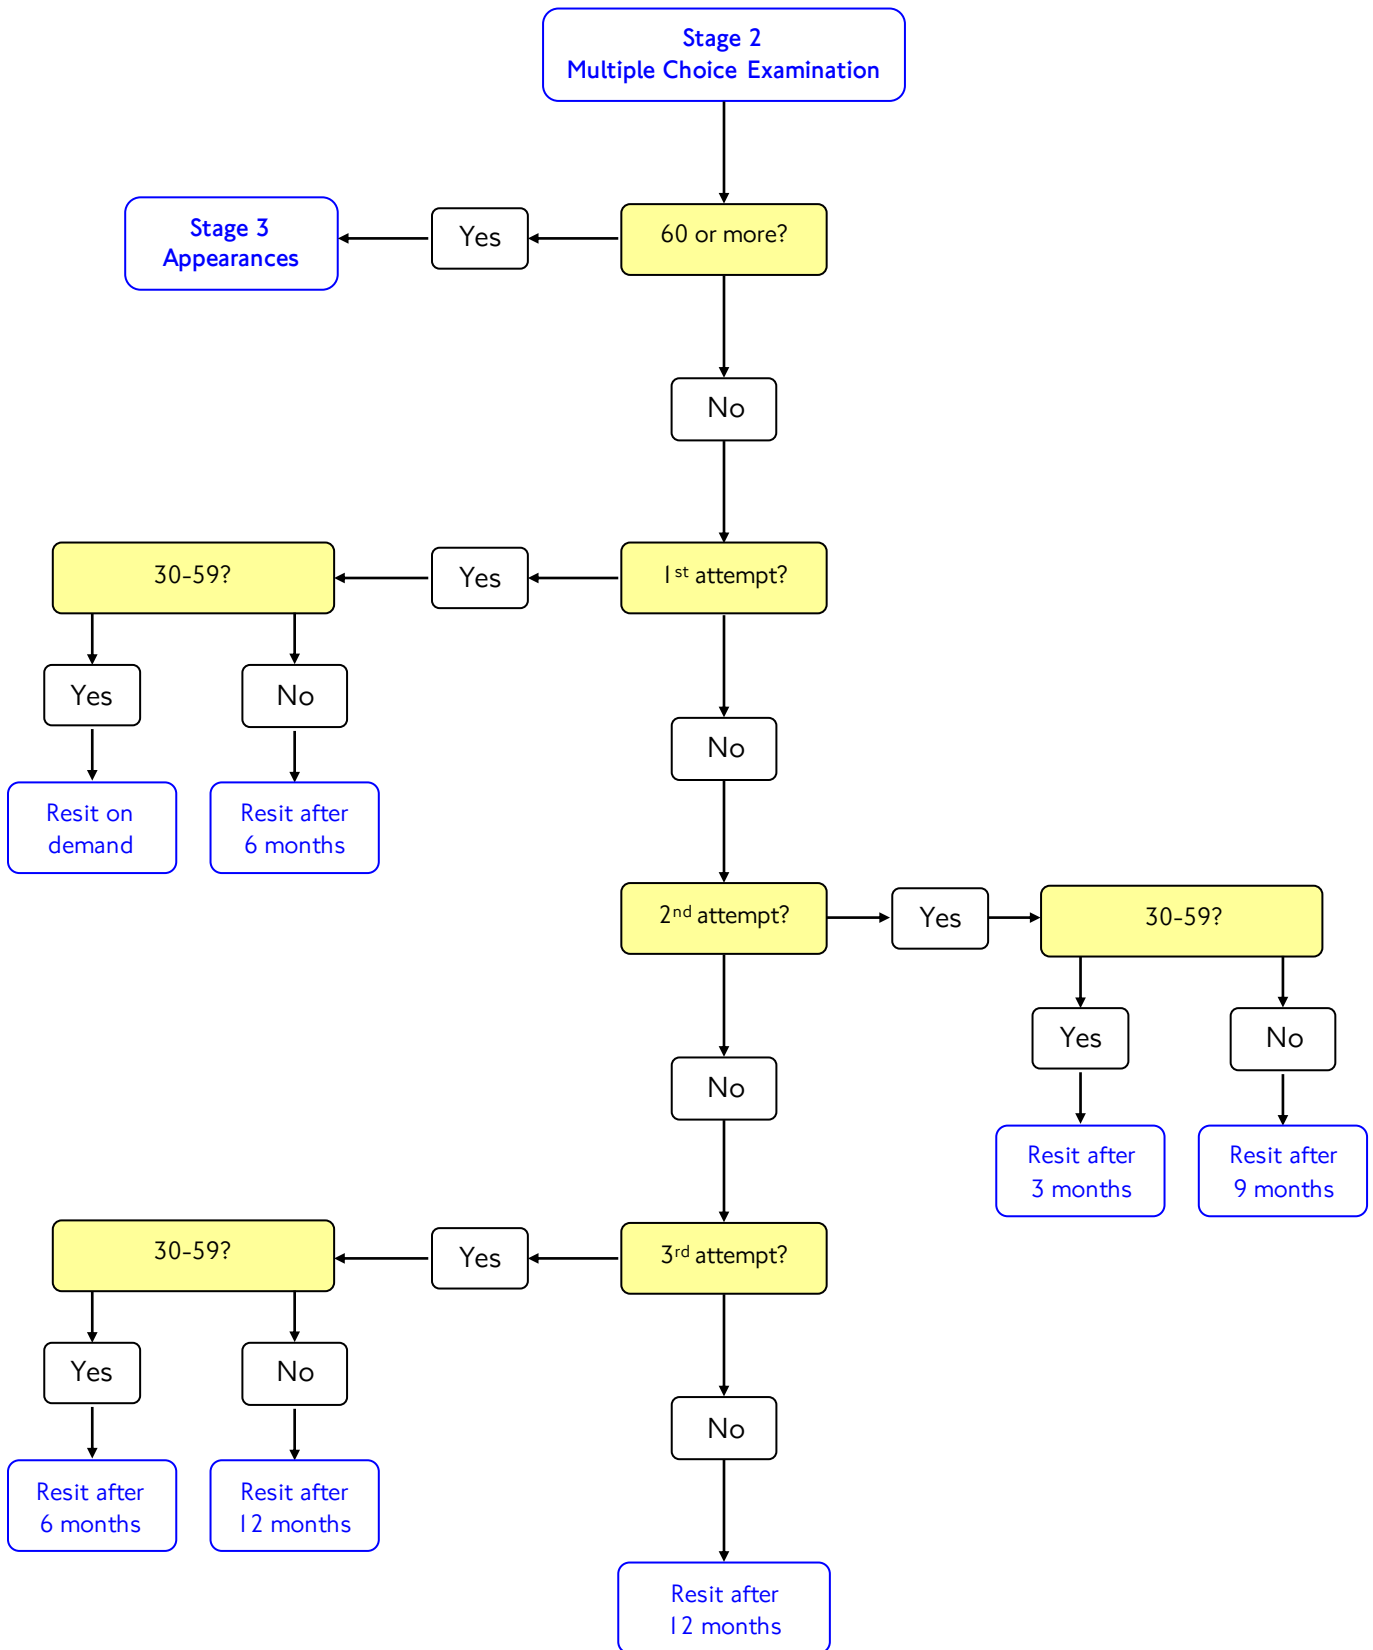 Stage 2
Multiple Choice Examination
Stage 3
Appearances
Yes
60 or more?
No
30-59?
Yes
1st attempt?
Yes
No
No
Resit on
demand
Resit after
6 months
2nd attempt?
Yes
30-59?
Yes
No
No
Resit after
3 months
Resit after
9 months
30-59?
Yes
3rd attempt?
Yes
No
No
Resit after
6 months
Resit after
12 months
Resit after
12 months